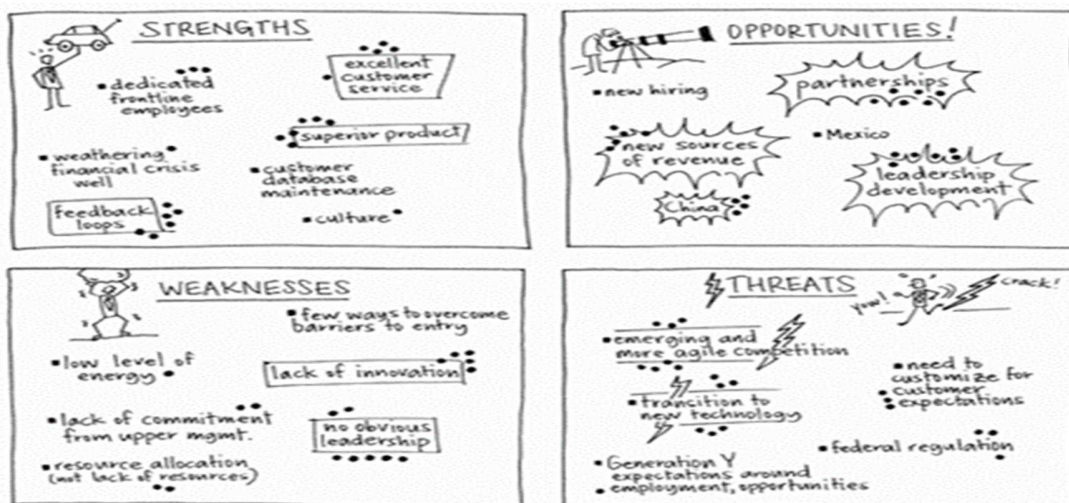 STRENGTHS
dedicated
frontline
employees
excellent
customer
service
superior product
weathering
financial crisis
well
customer
database
maintenance
feedback
loops
culture
OPPORTUNITIES!
new hiring
partnerships
new sources
of revenue
Mexico
leadership
development
China
WEAKNESSES
few ways to overcome
barriers to entry
low level of
energy
lack of innovation
lack of commitment
from upper mgmt.
no obvious
leadership
resource allocation
(not lack of resources)
THREATS
yow!
crack!
emerging and
more agile competition
need to
customize for
customer
expectations
transition to
new technology
federal regulation
Generation Y
expectations around
employment, opportunities